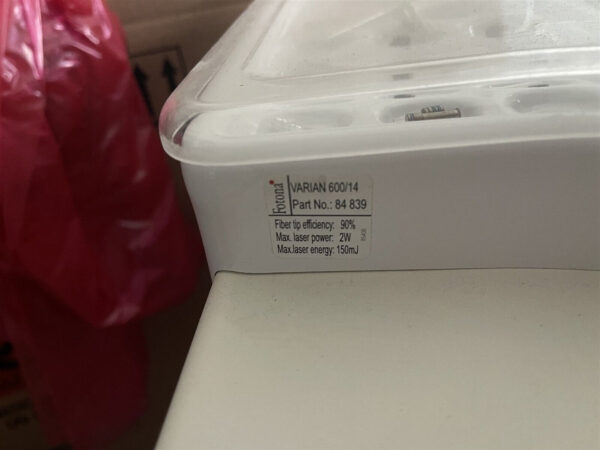 Fotona
VARIAN 600/14
Part No.: 84 839
Fiber tip efficiency: 90%
Max. laser power: 2W
Max.laser energy: 150mJ